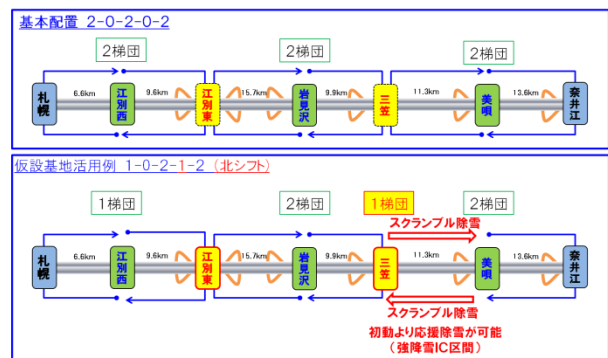 基本配置 2-0-2-0-2
2梯団
2梯団
2梯団
札幌
6.6km
江別西
9.6km
江別東
15.7km
岩見沢
9.9km
三笠
11.3km
美唄
13.6km
奈井江
仮設基地活用例 1-0-2-1-2 (北シフト)
1梯団
2梯団
1梯団
2梯団
スクランブル除雪
札幌
6.6km
江別西
9.6km
江別東
15.7km
岩見沢
9.9km
三笠
11.3km
美唄
13.6km
奈井江
スクランブル除雪
初動より応援除雪が可能
(強降雪IC区間)